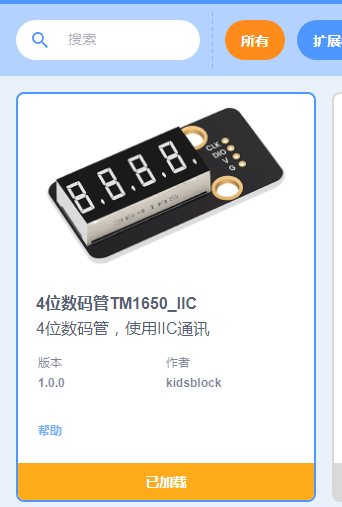 搜索
所有
扩展
CLK
DIO
V
G
3641BS
4位数码管TM1650_IIC
4位数码管，使用IIC通讯
版本
作者
1.0.0
kidsblock
帮助
已加载